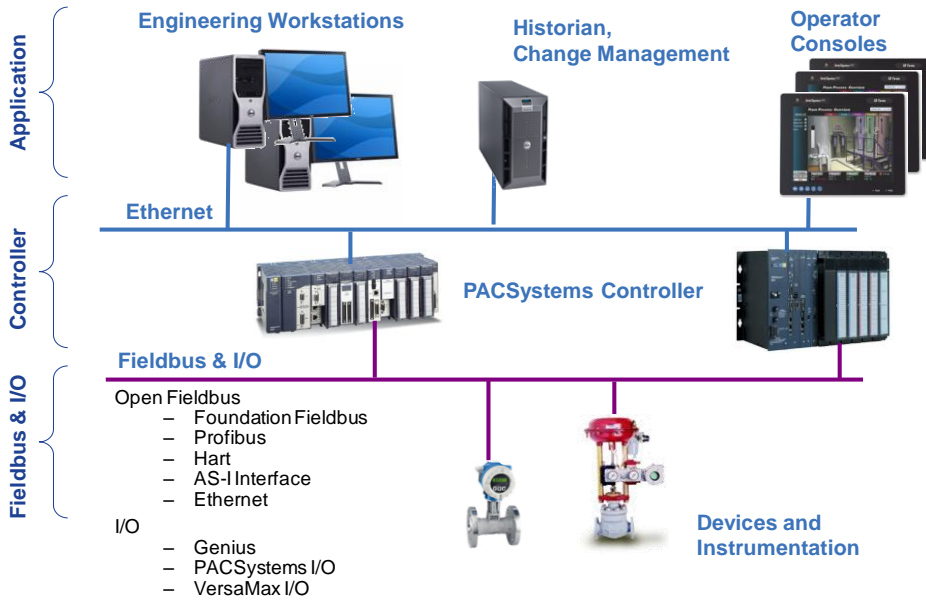 Engineering Workstations
Historian,
Change Management
Operator
Consoles
Application
Ethernet
Controller
PACSystems Controller
Fieldbus & I/O
Fieldbus & I/O
Open Fieldbus
– Foundation Fieldbus
– Profibus
– Hart
– AS-I Interface
– Ethernet
I/O
– Genius
– PACSystems I/O
– VersaMax I/O
Devices and
Instrumentation